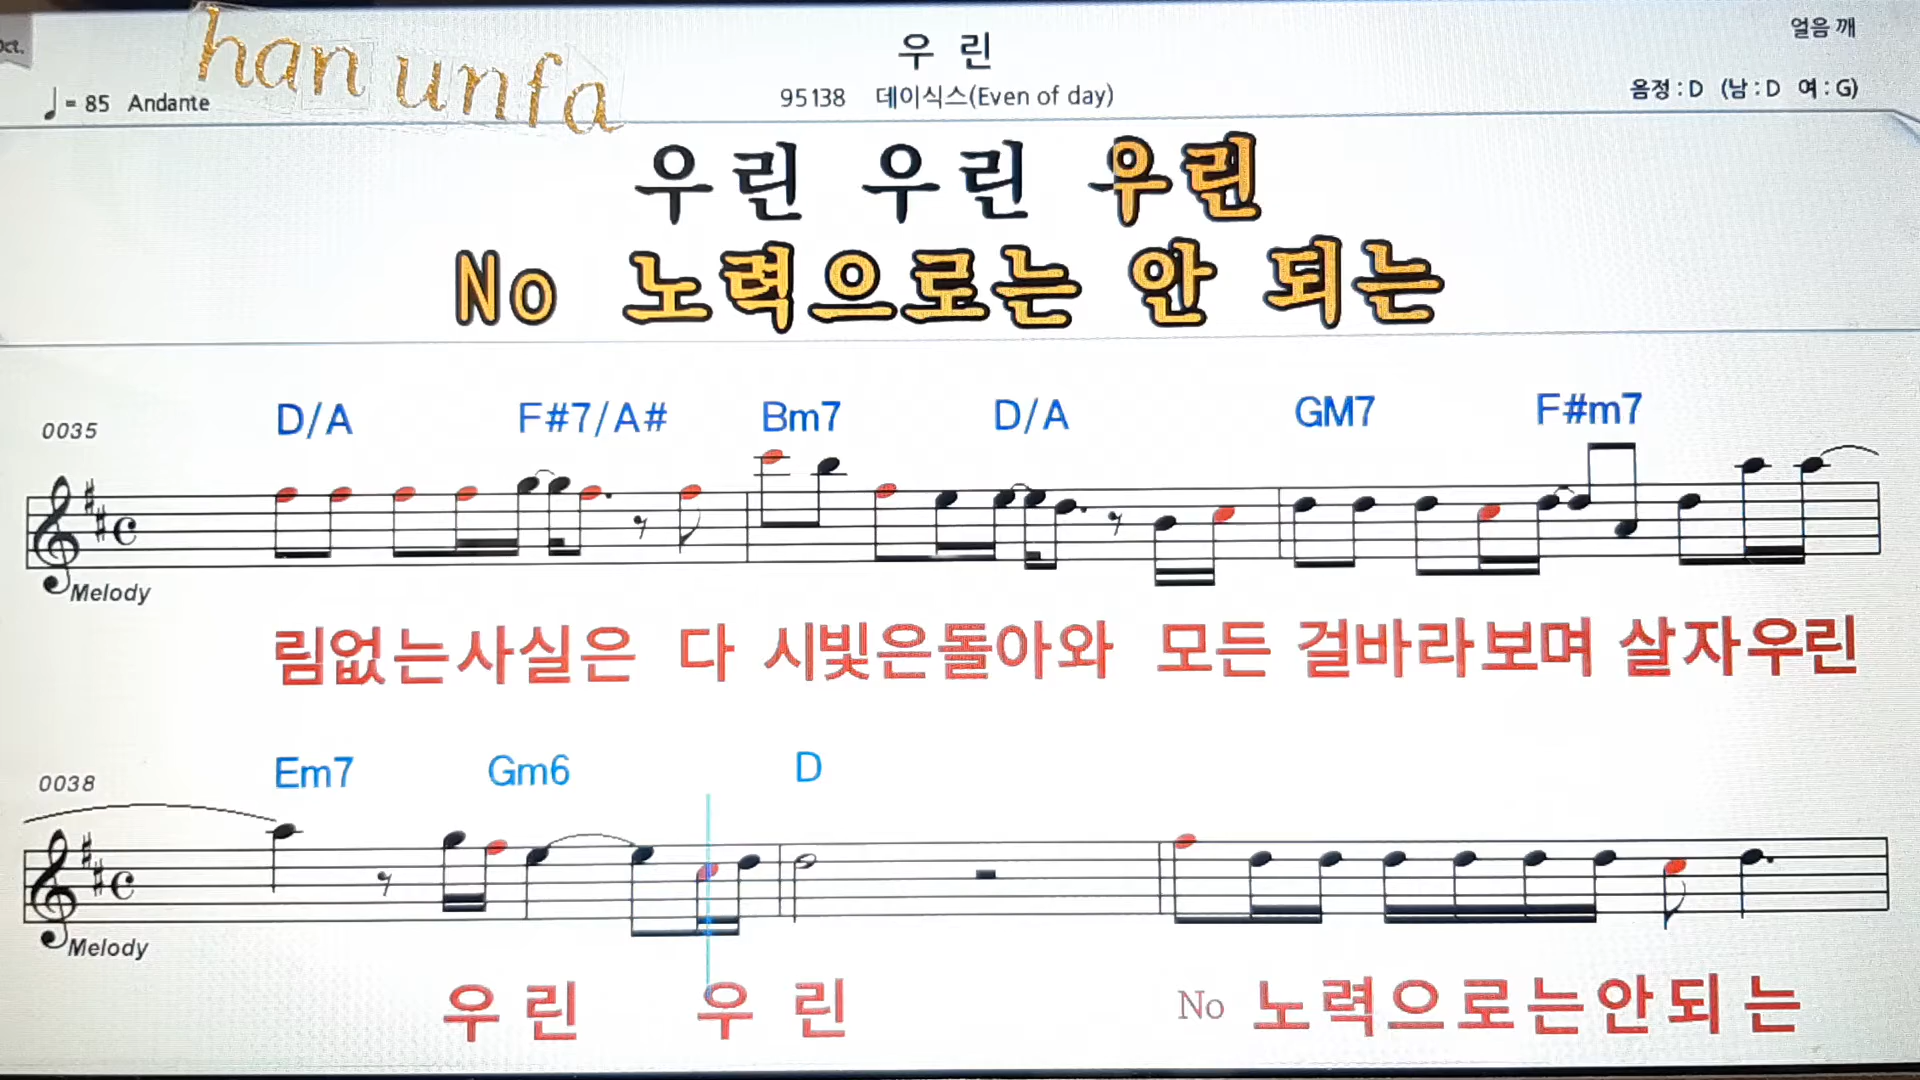 얼음 깨
Oct.
han unfa
우 린
♩ = 85 Andante
95138 데이식스(Even of day)
음정 : D (남 : D 여 : G)
우린 우린 우린
No 노력으로는 안 되는
0035
D/A F#7/A# Bm7 D/A GM7 F#m7
Melody
림없는사실은 다 시빛은돌아와 모든 걸바라보며 살자우린
0038
Em7 Gm6 D
Melody
우 린 우 린 No 노력으로는안되 는